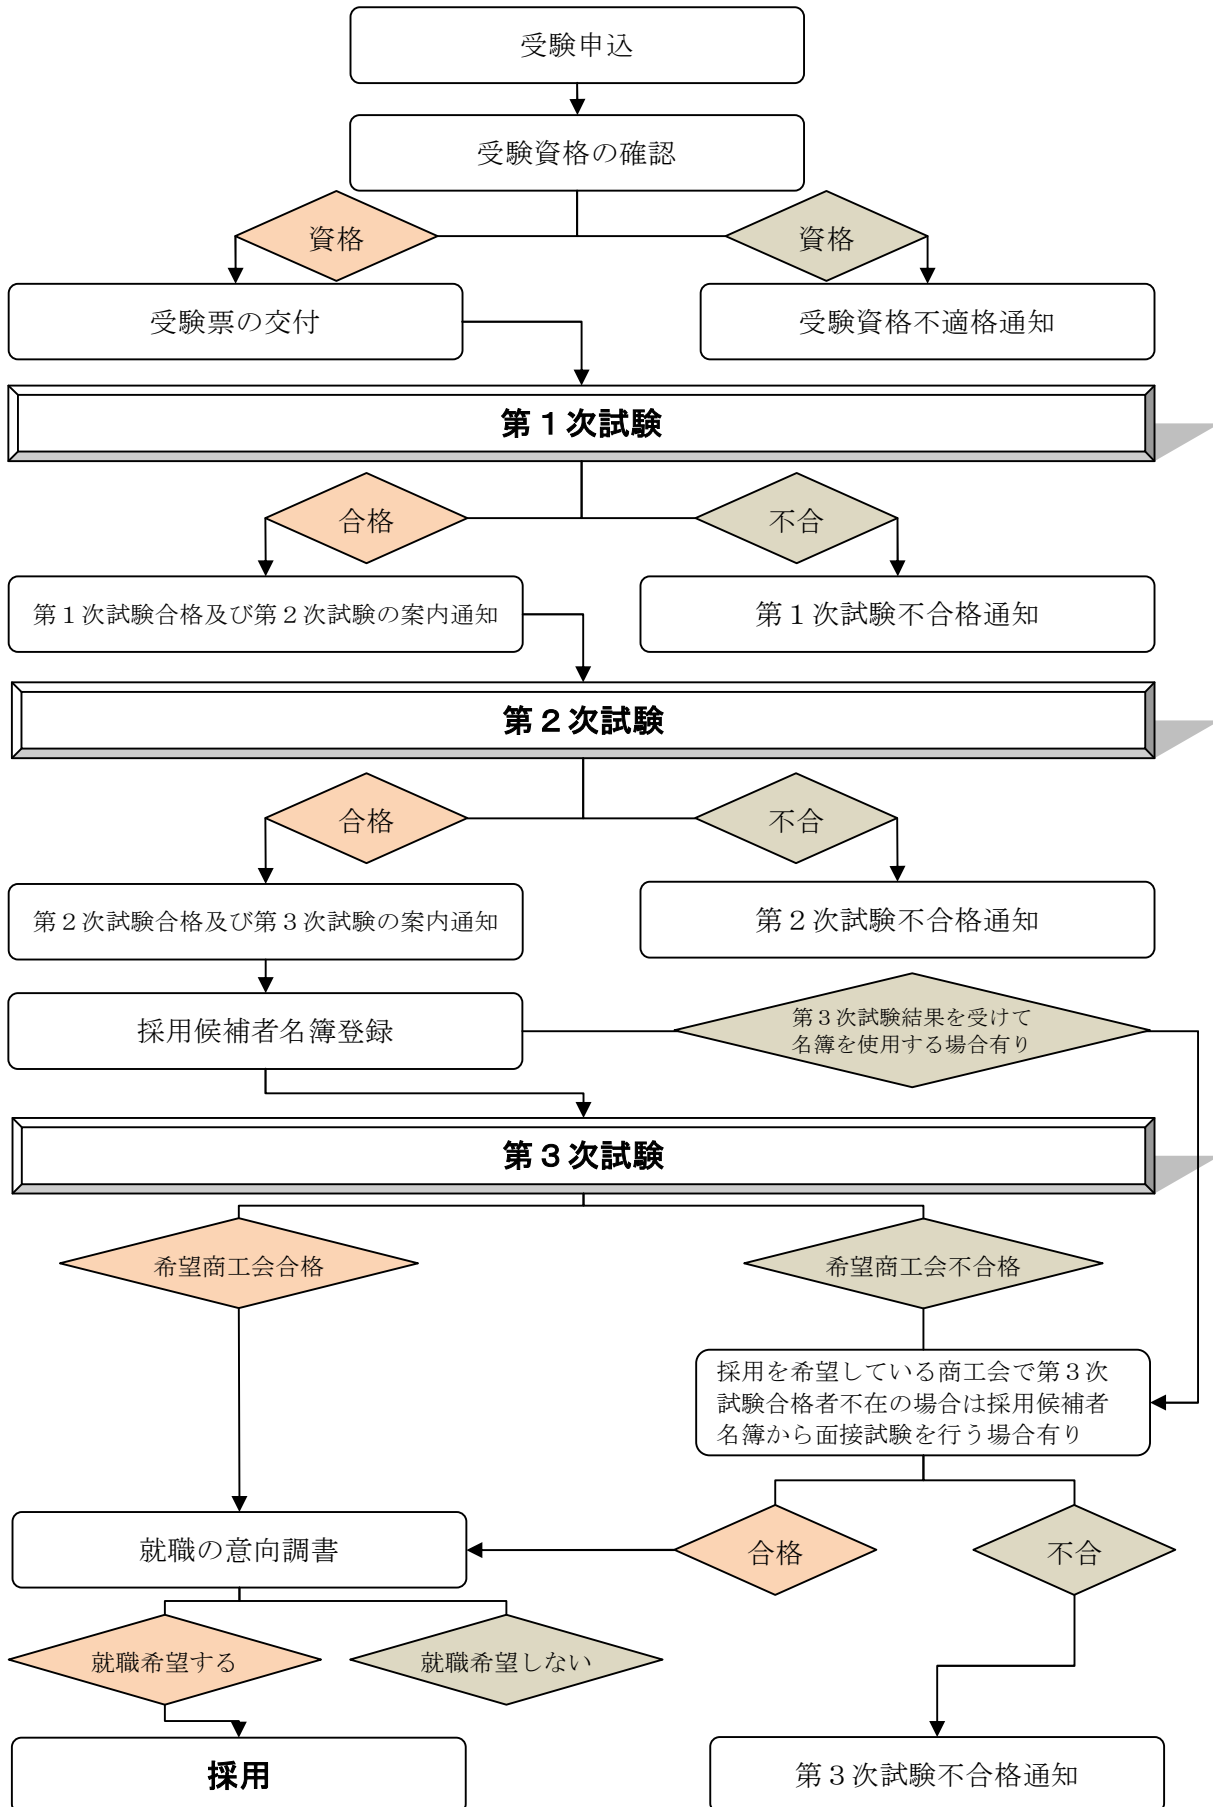 受験申込
受験資格の確認
資格
資格
受験票の交付
受験資格不適格通知
第１次試験
合格
不合
第１次試験合格及び第２次試験の案内通知
第１次試験不合格通知
第２次試験
合格
不合
第２次試験合格及び第３次試験の案内通知
第２次試験不合格通知
採用候補者名簿登録
第３次試験結果を受けて
名簿を使用する場合有り
第３次試験
希望商工会合格
希望商工会不合格
採用を希望している商工会で第３次
試験合格者不在の場合は採用候補者
名簿から面接試験を行う場合有り
就職の意向調書
合格
不合
就職希望する
就職希望しない
採用
第３次試験不合格通知